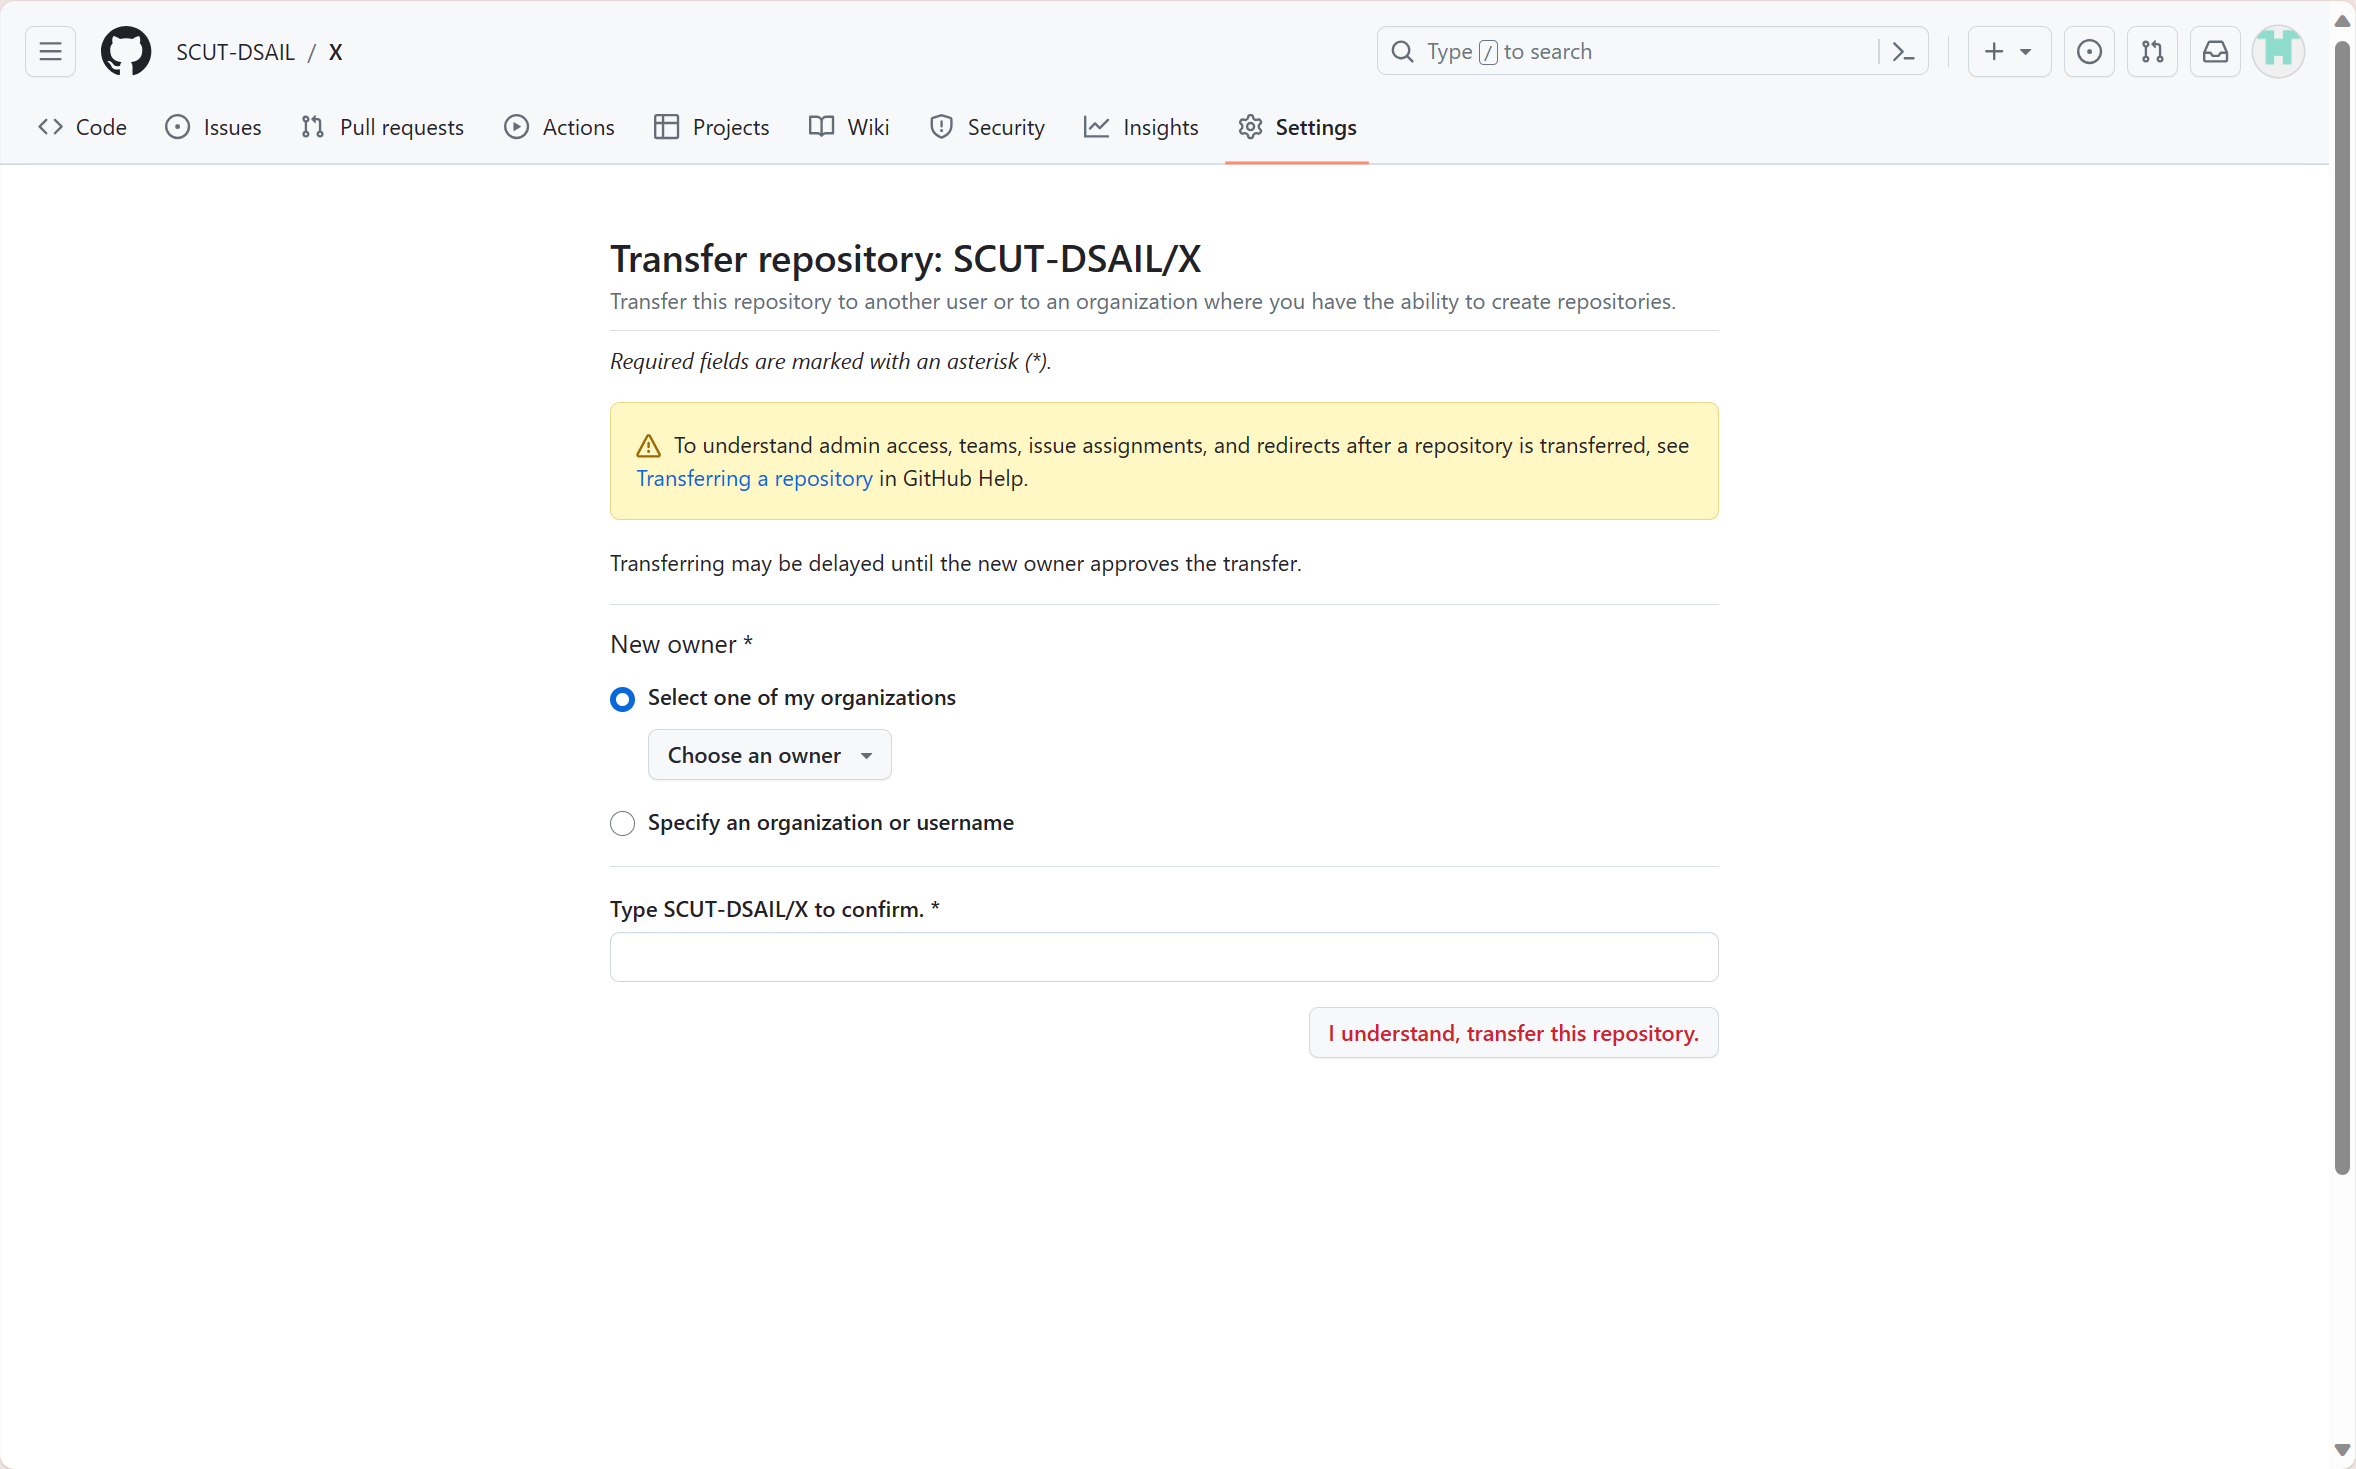 SCUT-DSAIL / X
Type / to search
Code Issues Pull requests Actions Projects Wiki Security Insights Settings
Transfer repository: SCUT-DSAIL/X
Transfer this repository to another user or to an organization where you have the ability to create repositories.
Required fields are marked with an asterisk (*).
To understand admin access, teams, issue assignments, and redirects after a repository is transferred, see
Transferring a repository in GitHub Help.
Transferring may be delayed until the new owner approves the transfer.
New owner *
Select one of my organizations
Choose an owner
Specify an organization or username
Type SCUT-DSAIL/X to confirm. *
I understand, transfer this repository.